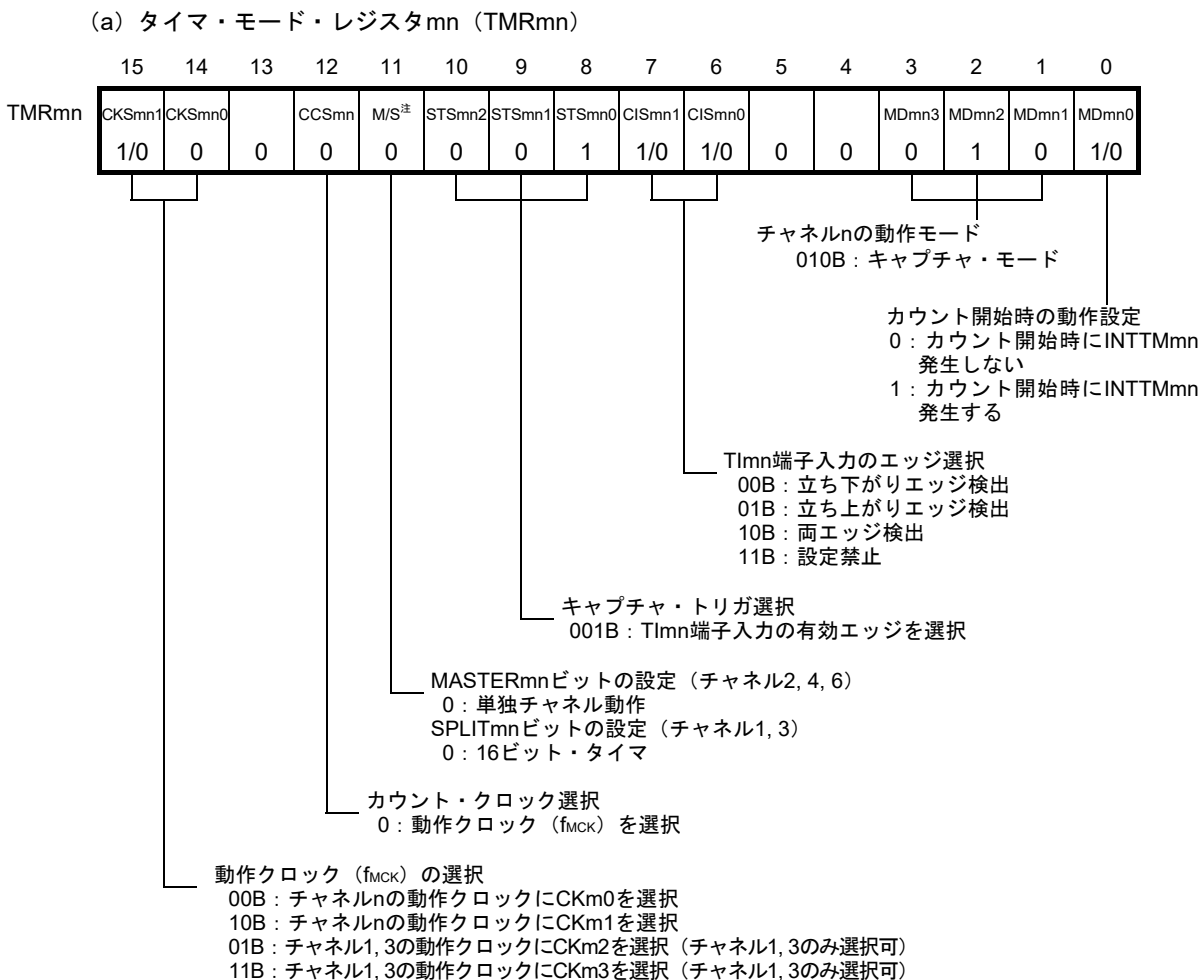 (a) タイマ・モード・レジスタmn（TMRmn）
15 14 13 12 11 10 9 8 7 6 5 4 3 2 1 0
TMRmn CKSmn1 CKSmn0 CCSmn M/S注 STSmn2 STSmn1 STSmn0 CISmn1 CISmn0 MDmn3 MDmn2 MDmn1 MDmn0
1/0 0 0 0 0 0 0 1 1/0 1/0 0 0 0 1 0 1/0
チャネルnの動作モード
010B：キャプチャ・モード
カウント開始時の動作設定
0：カウント開始時にINTTMmn
発生しない
1：カウント開始時にINTTMmn
発生する
TImn端子入力のエッジ選択
00B：立ち下がりエッジ検出
01B：立ち上がりエッジ検出
10B：両エッジ検出
11B：設定禁止
キャプチャ・トリガ選択
001B：TImn端子入力の有効エッジを選択
MASTERmnビットの設定（チャネル2, 4, 6）
0：単独チャネル動作
SPLITmnビットの設定（チャネル1, 3）
0：16ビット・タイマ
カウント・クロック選択
0：動作クロック（fMCK）を選択
動作クロック（fMCK）の選択
00B：チャネルnの動作クロックにCKm0を選択
10B：チャネルnの動作クロックにCKm1を選択
01B：チャネル1, 3の動作クロックにCKm2を選択（チャネル1, 3のみ選択可）
11B：チャネル1, 3の動作クロックにCKm3を選択（チャネル1, 3のみ選択可）